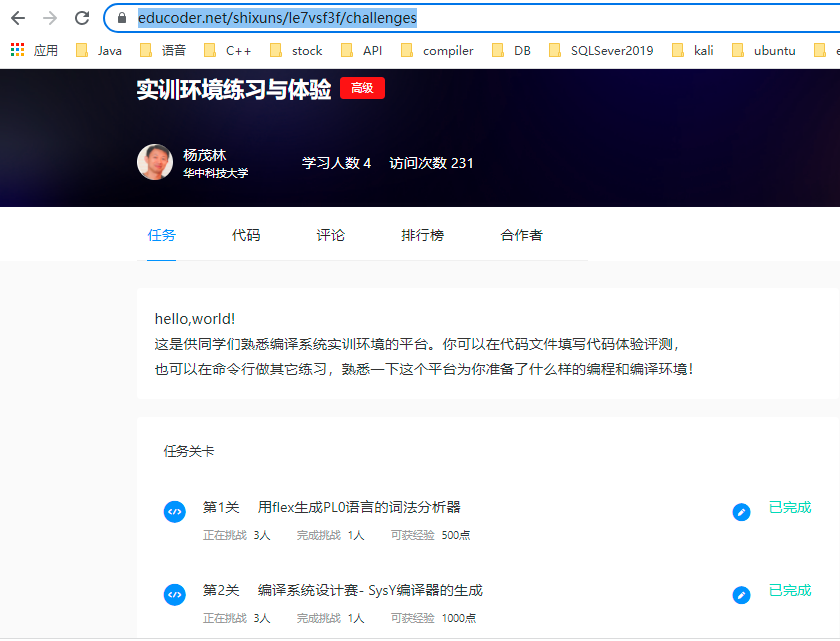 educoder.net/shixuns/le7vsf3f/challenges
应用 Java 语音 C++ stock API compiler DB SQLSever2019 kali ubuntu e
实训环境练习与体验 高级
杨茂林
华中科技大学
学习人数 4 访问次数 231
任务 代码 评论 排行榜 合作者
hello,world!
这是供同学们熟悉编译系统实训环境的平台。你可以在代码文件填写代码体验评测，
也可以在命令行做其它练习，熟悉一下这个平台为你准备了什么样的编程和编译环境！
任务关卡
第1关 用flex生成PL0语言的词法分析器 已完成
正在挑战 3人 完成挑战 1人 可获经验 500点
第2关 编译系统设计赛- SysY编译器的生成 已完成
正在挑战 3人 完成挑战 1人 可获经验 1000点